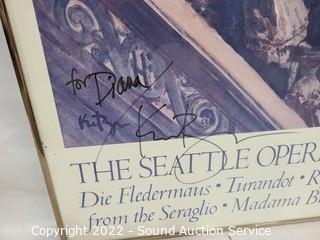 for Diana
THE SEATTLE OPERA
Die Fledermaus • Turandot • R
from the Seraglio • Madama B
Copyright 2022 - Sound Auction Service